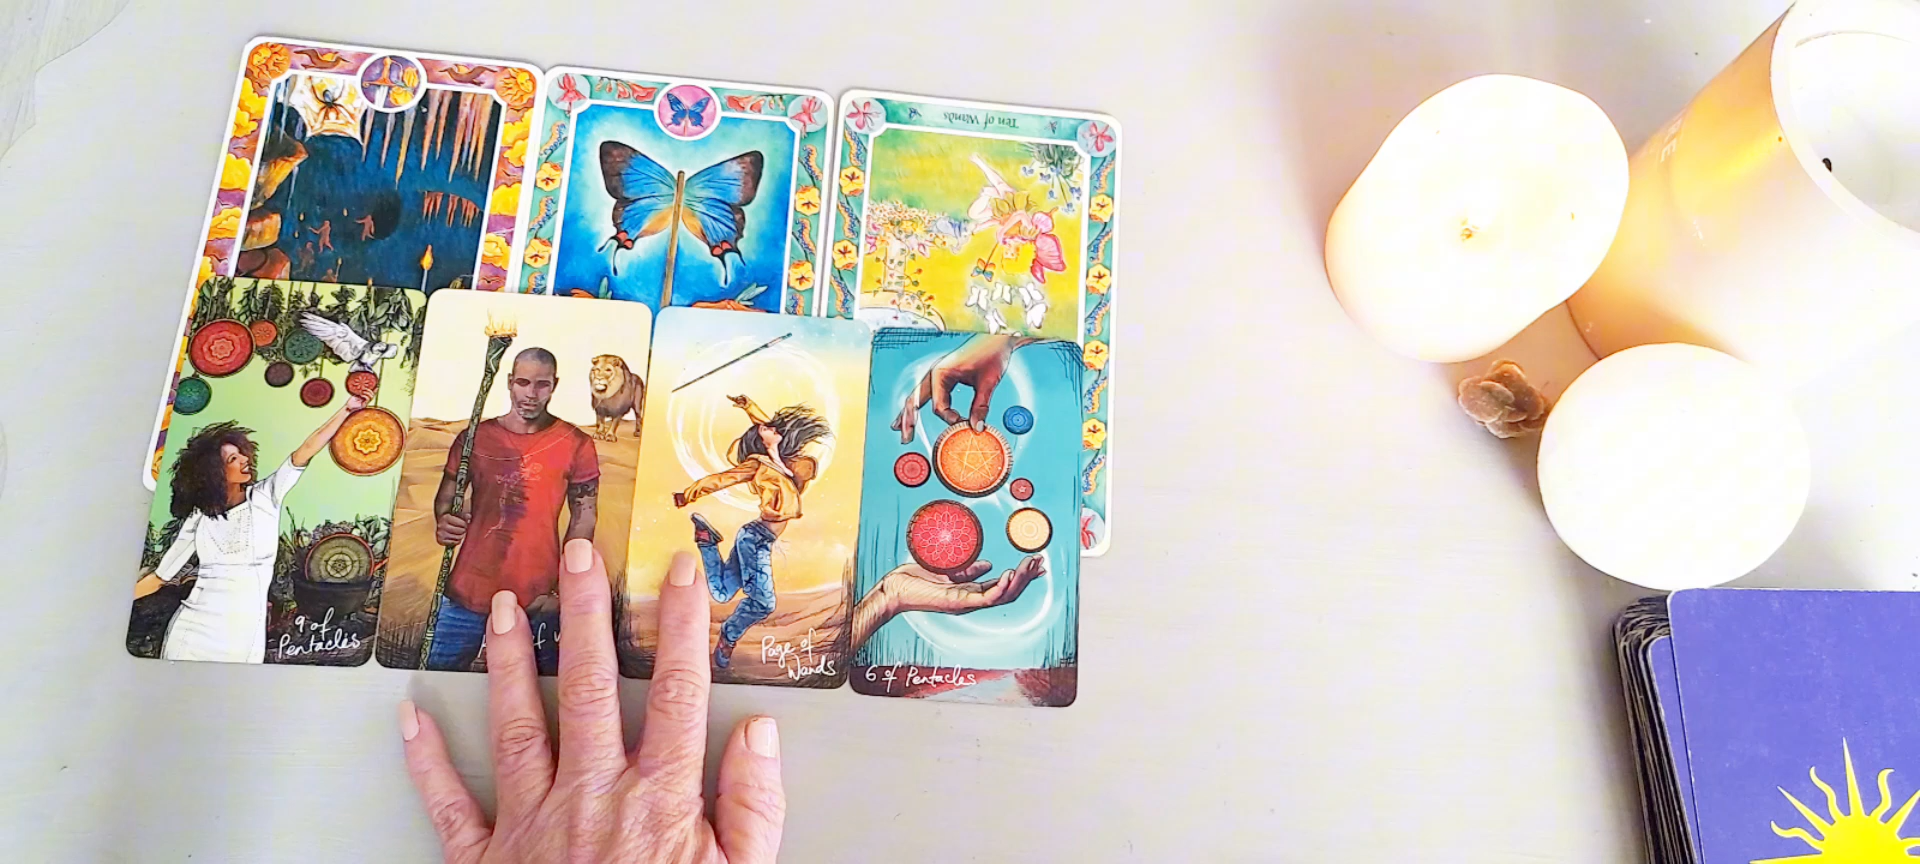 Ten of Wands
9 of
Pentacles
Page of
Wands
6 of Pentacles